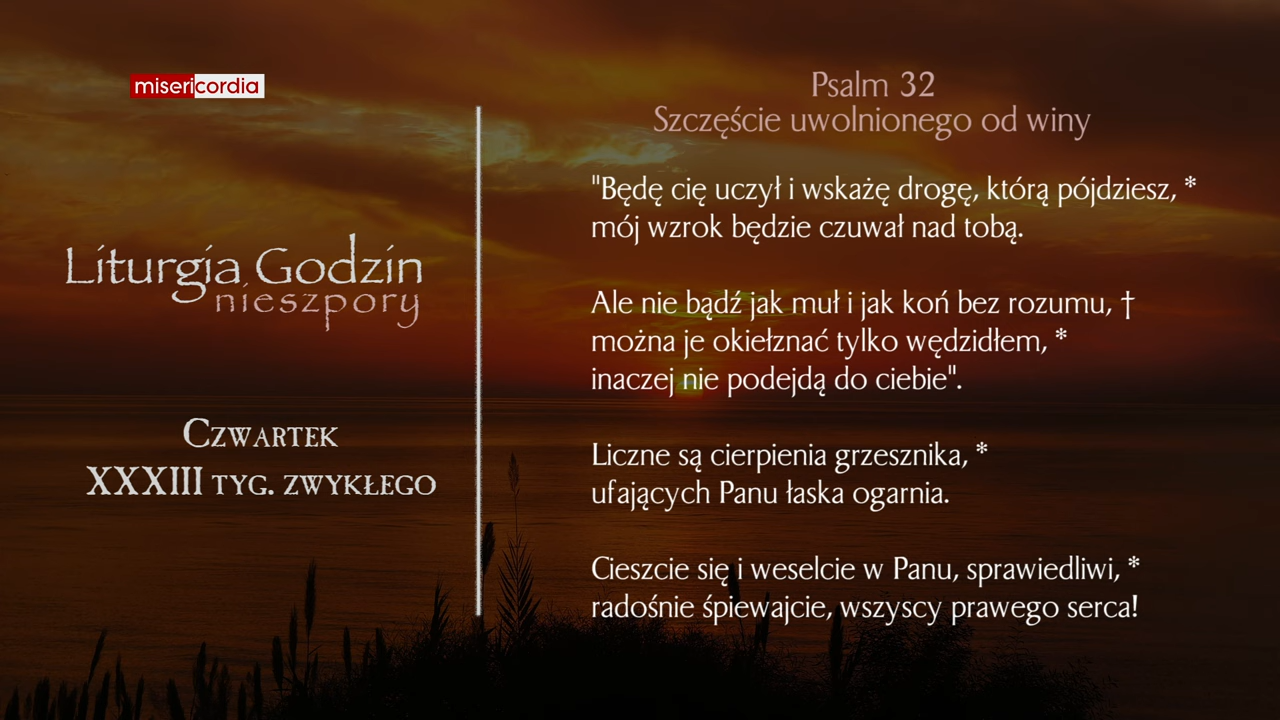 misericordia
Liturgia Godzin
nieszpory
Czwartek
XXXIII tyg. zwykłego
Psalm 32
Szczęście uwolnionego od winy
"Będę cię uczył i wskażę drogę, którą pójdziesz, *
mój wzrok będzie czuwał nad tobą.
Ale nie bądź jak muł i jak koń bez rozumu, †
można je okiełznać tylko wędzidłem, *
inaczej nie podejdą do ciebie".
Liczne są cierpienia grzesznika, *
ufających Panu łaska ogarnia.
Cieszcie się i weselcie w Panu, sprawiedliwi, *
radośnie śpiewajcie, wszyscy prawego serca!